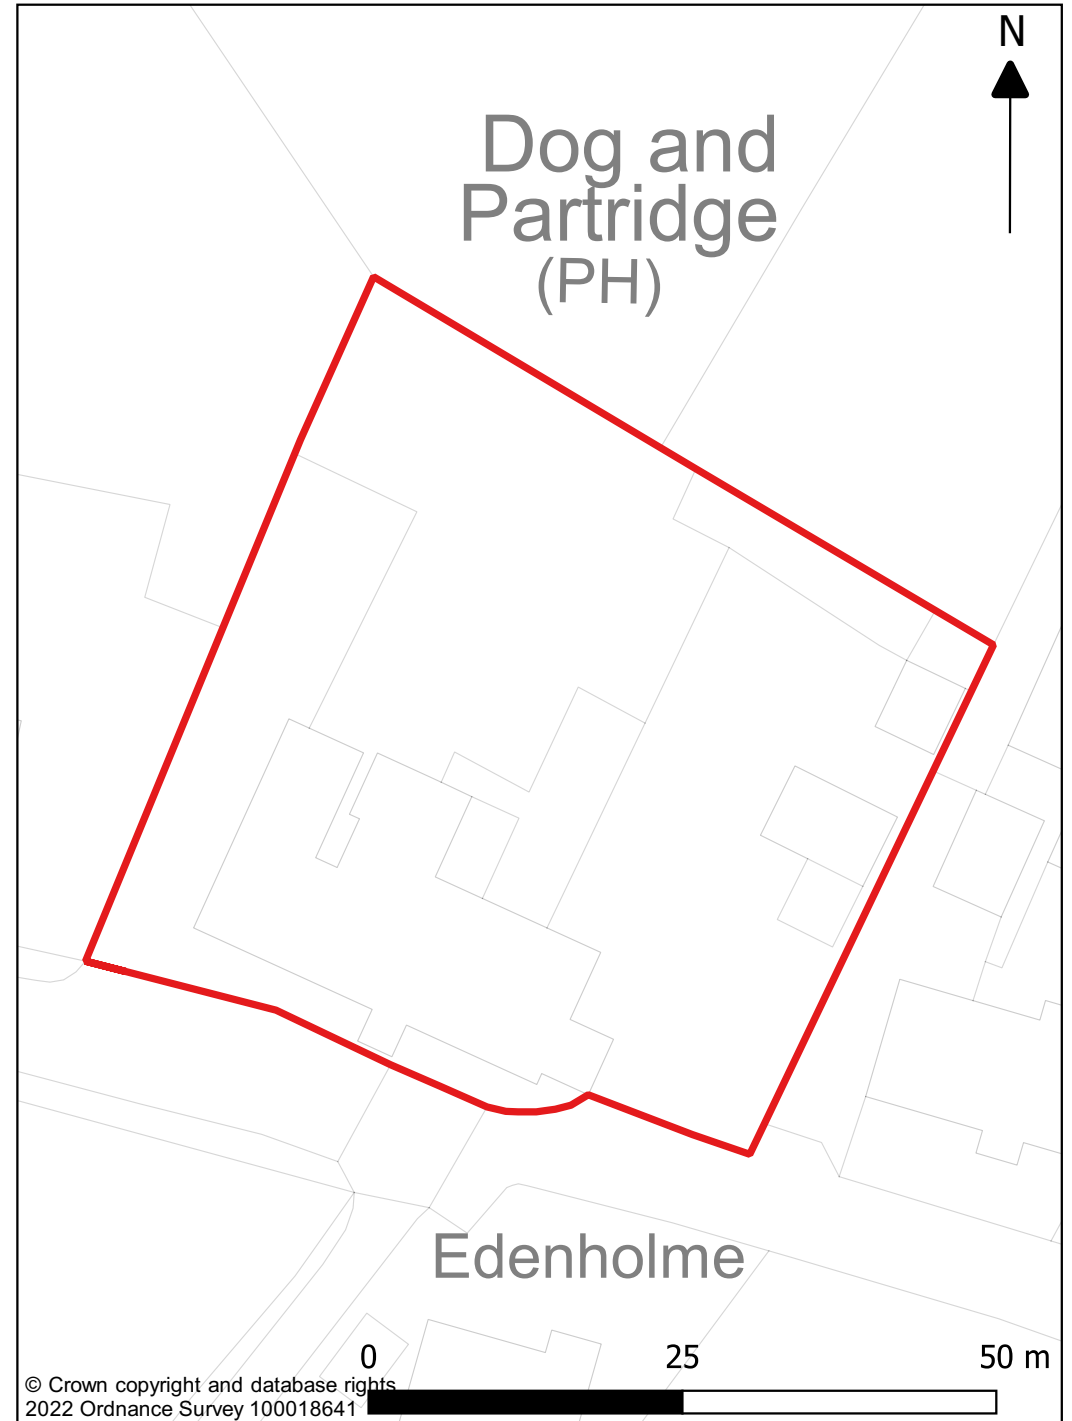 N
Dog and
Partridge
(PH)
Edenholme
0 25 50 m
© Crown copyright and database rights
2022 Ordnance Survey 100018641